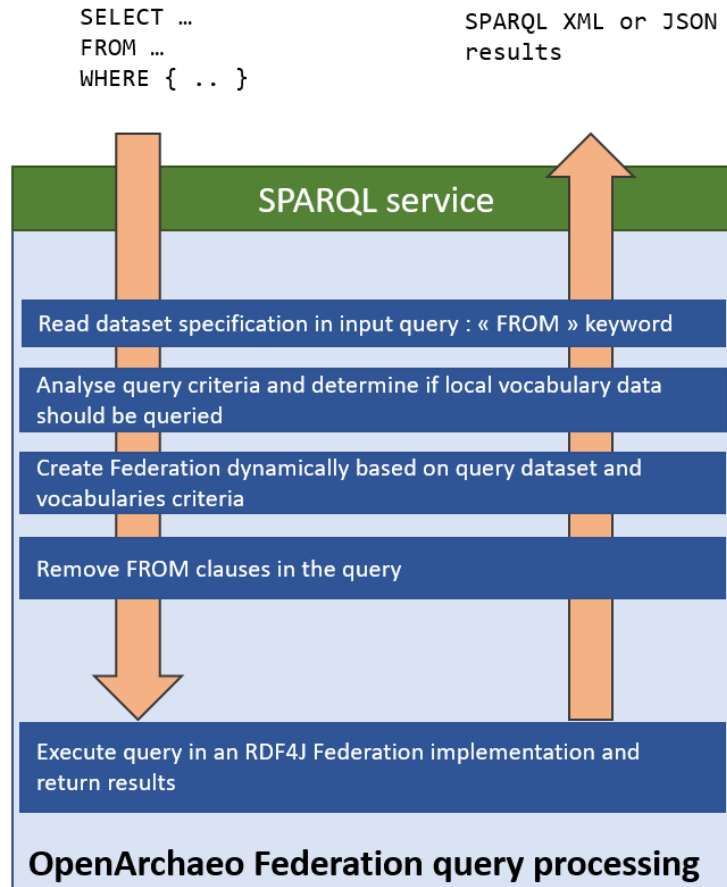 SELECT …
FROM …
WHERE { .. }
SPARQL XML or JSON
results
SPARQL service
Read dataset specification in input query : « FROM » keyword
Analyse query criteria and determine if local vocabulary data
should be queried
Create Federation dynamically based on query dataset and
vocabularies criteria
Remove FROM clauses in the query
Execute query in an RDF4J Federation implementation and
return results
OpenArchaeo Federation query processing